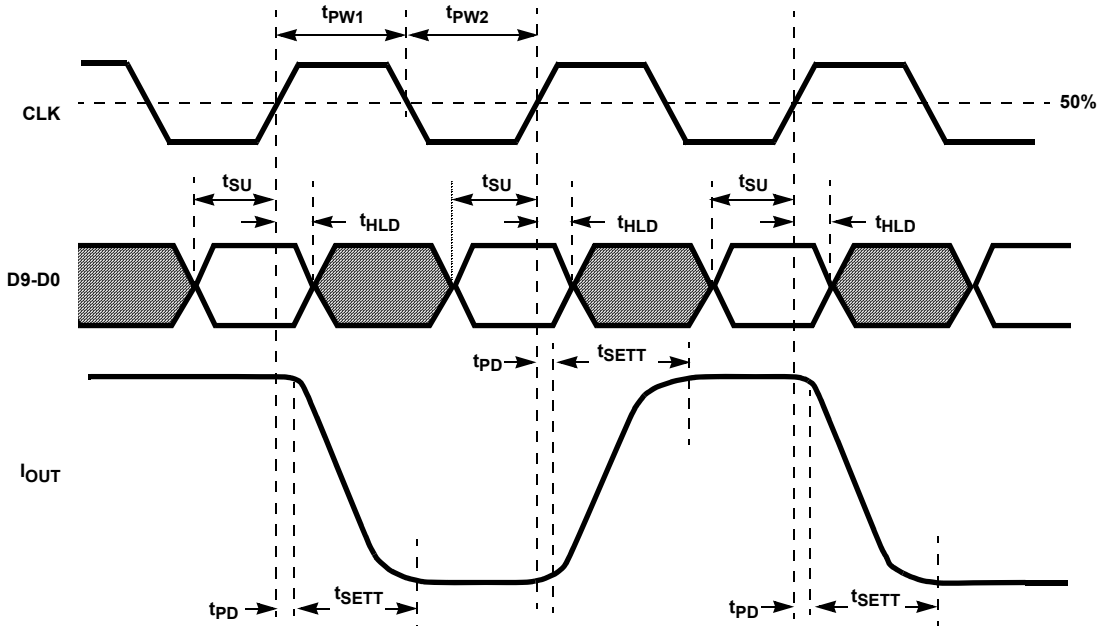 tPW1 tPW2
CLK 50%
tSU tSU tSU
tHLD tHLD tHLD
D9-D0
tPD tSETT
IOUT
tPD tSETT tPD tSETT